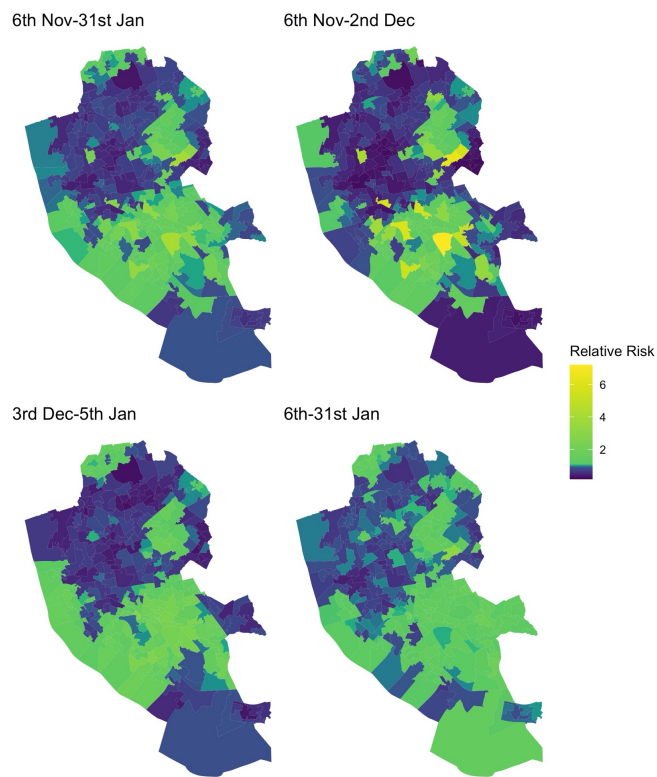 6th Nov-31st Jan
6th Nov-2nd Dec
Relative Risk
6
4
2
3rd Dec-5th Jan
6th-31st Jan